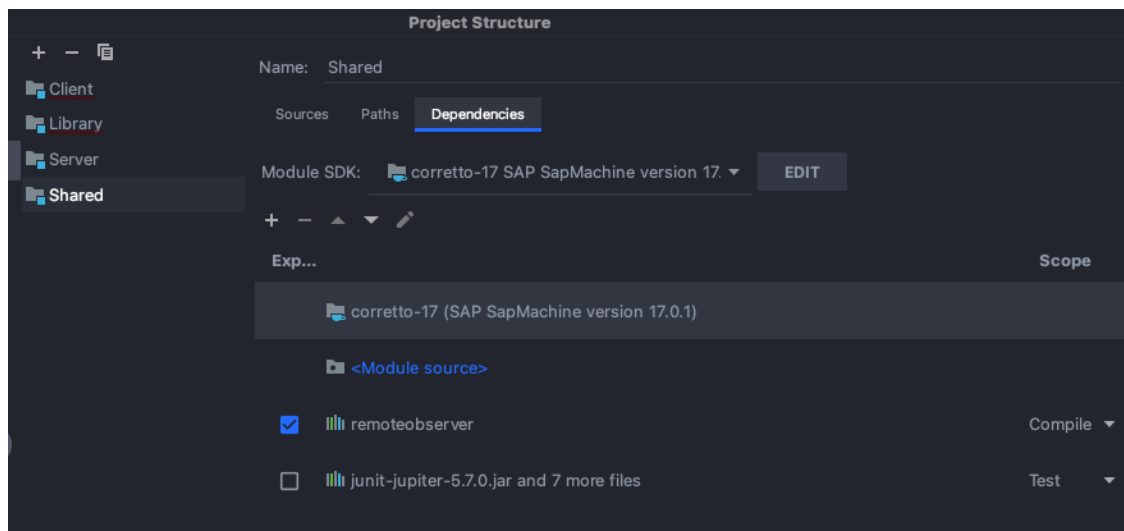 Project Structure
Client
Library
Server
Shared
Name: Shared
Sources Paths Dependencies
Module SDK: corretto-17 SAP SapMachine version 17. EDIT
Exp... Scope
corretto-17 (SAP SapMachine version 17.0.1)
<Module source>
remoteobserver Compile
junit-jupiter-5.7.0.jar and 7 more files Test